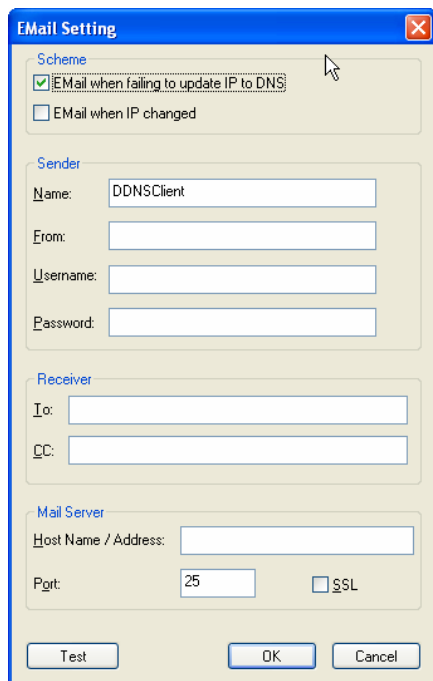 EMail Setting
Scheme
EMail when failing to update IP to DNS
EMail when IP changed
Sender
Name: DDNSClient
From:
Username:
Password:
Receiver
To:
CC:
Mail Server
Host Name / Address:
Port: 25 SSL
Test OK Cancel